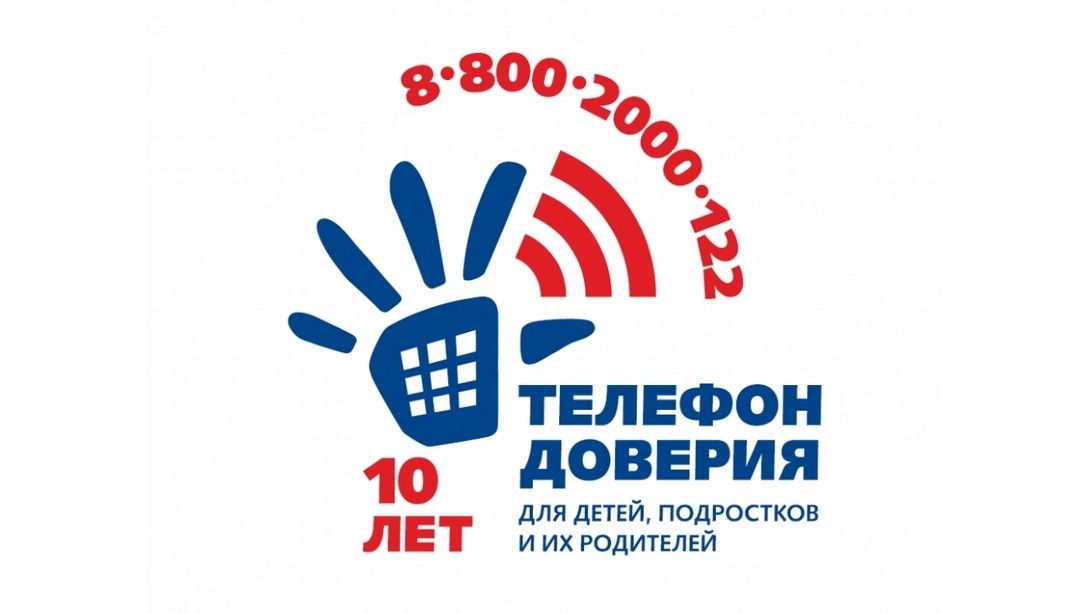 8·800·2000·122
ТЕЛЕФОН
ДОВЕРИЯ
ДЛЯ ДЕТЕЙ, ПОДРОСТКОВ
И ИХ РОДИТЕЛЕЙ
10
ЛЕТ